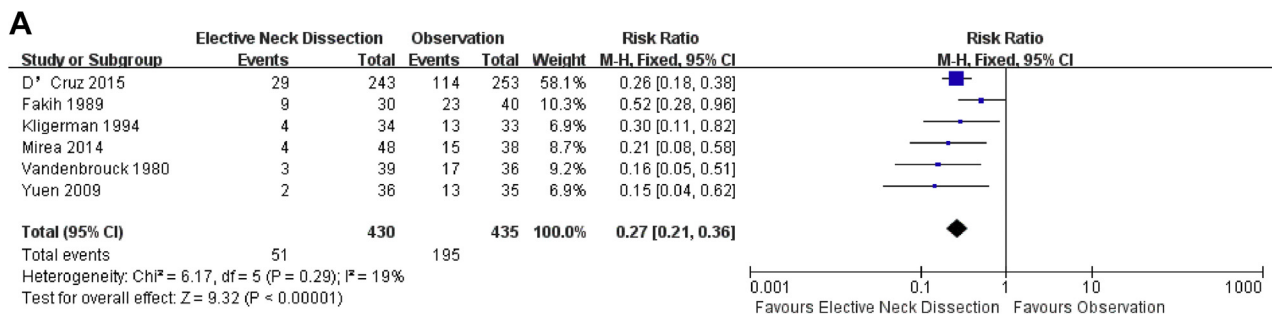 A
Elective Neck Dissection Observation Risk Ratio Risk Ratio
Study or Subgroup Events Total Events Total Weight M-H, Fixed, 95% CI M-H, Fixed, 95% CI
D' Cruz 2015 29 243 114 253 58.1% 0.26 [0.18, 0.38]
Fakih 1989 9 30 23 40 10.3% 0.52 [0.28, 0.96]
Kligerman 1994 4 34 13 33 6.9% 0.30 [0.11, 0.82]
Mirea 2014 4 48 15 38 8.7% 0.21 [0.08, 0.58]
Vandenbrouck 1980 3 39 17 36 9.2% 0.16 [0.05, 0.51]
Yuen 2009 2 36 13 35 6.9% 0.15 [0.04, 0.62]
Total (95% CI) 430 435 100.0% 0.27 [0.21, 0.36]
Total events 51 195
Heterogeneity: Chi² = 6.17, df = 5 (P = 0.29); I² = 19%
Test for overall effect: Z = 9.32 (P < 0.00001)
0.001 0.1 1 10 1000
Favours Elective Neck Dissection Favours Observation